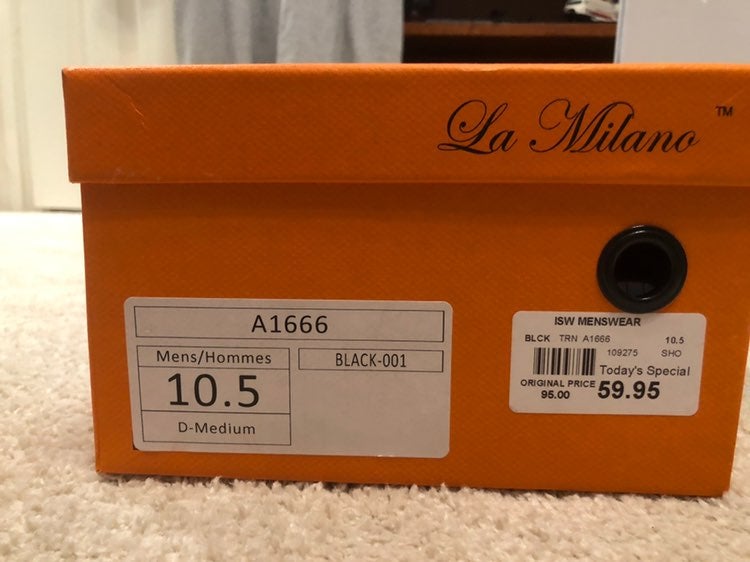 La Milano ™
A1666
Mens/Hommes
10.5
D-Medium
BLACK-001
ISW MENSWEAR
BLCK TRN A1666 10.5
109275 SHO
Today's Special
ORIGINAL PRICE 59.95
95.00